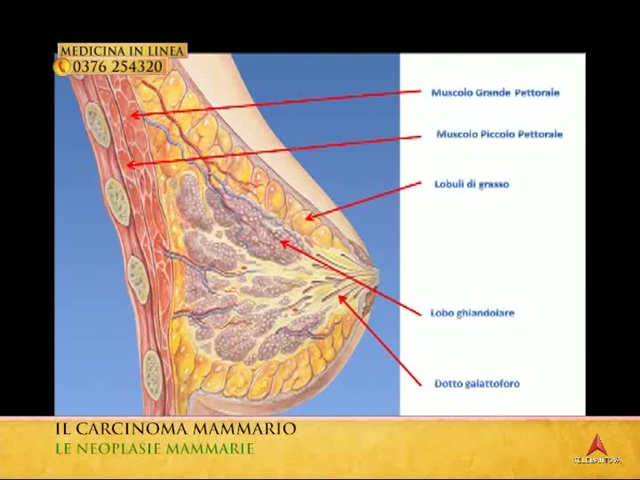 MEDICINA IN LINEA
0376 254320
Muscolo Grande Pettorale
Muscolo Piccolo Pettorale
Lobuli di grasso
Lobo ghiandolare
Dotto galattoforo
IL CARCINOMA MAMMARIO
LE NEOPLASIE MAMMARIE
TELEMANTOVA